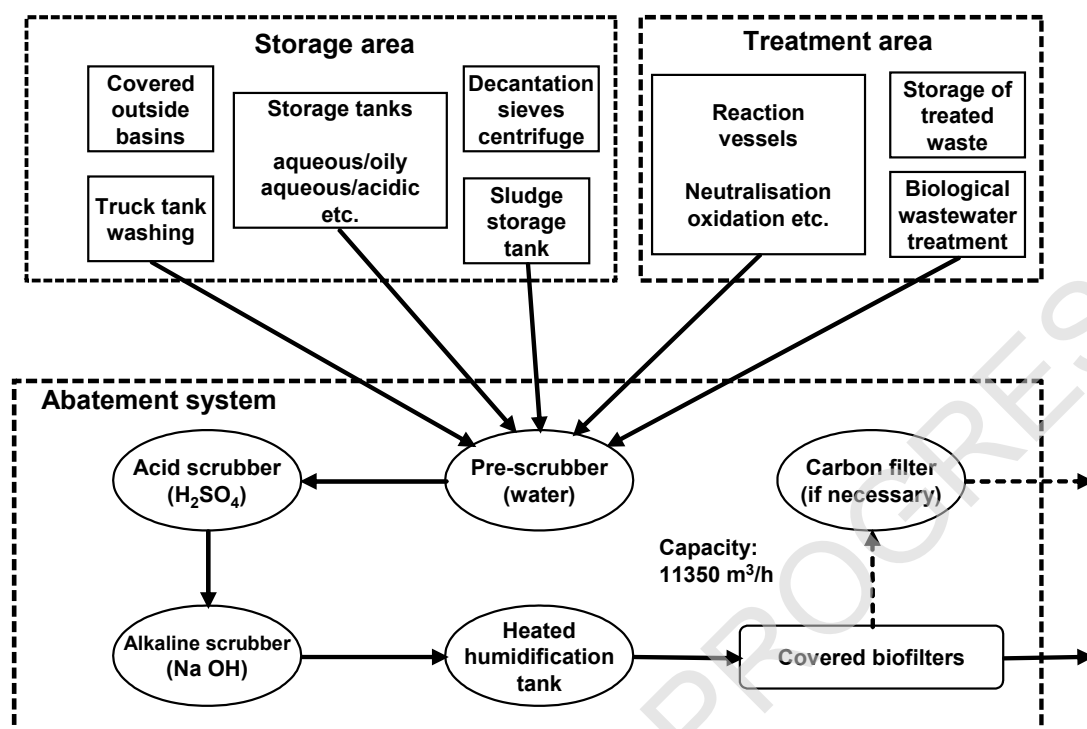 Storage area
Covered
outside
basins
Storage tanks
aqueous/oily
aqueous/acidic
etc.
Decantation
sieves
centrifuge
Truck tank
washing
Sludge
storage
tank
Treatment area
Reaction
vessels
Neutralisation
oxidation etc.
Storage of
treated
waste
Biological
wastewater
treatment
Abatement system
Acid scrubber
(H₂SO₄)
Pre-scrubber
(water)
Carbon filter
(if necessary)
Capacity:
11350 m³/h
Alkaline scrubber
(Na OH)
Heated
humidification
tank
Covered biofilters
PROGRES